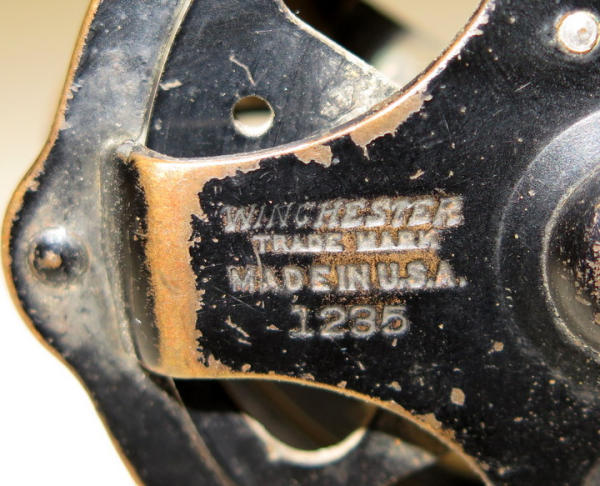 WINCHESTER
TRADE MARK
MADE IN U.S.A.
1235